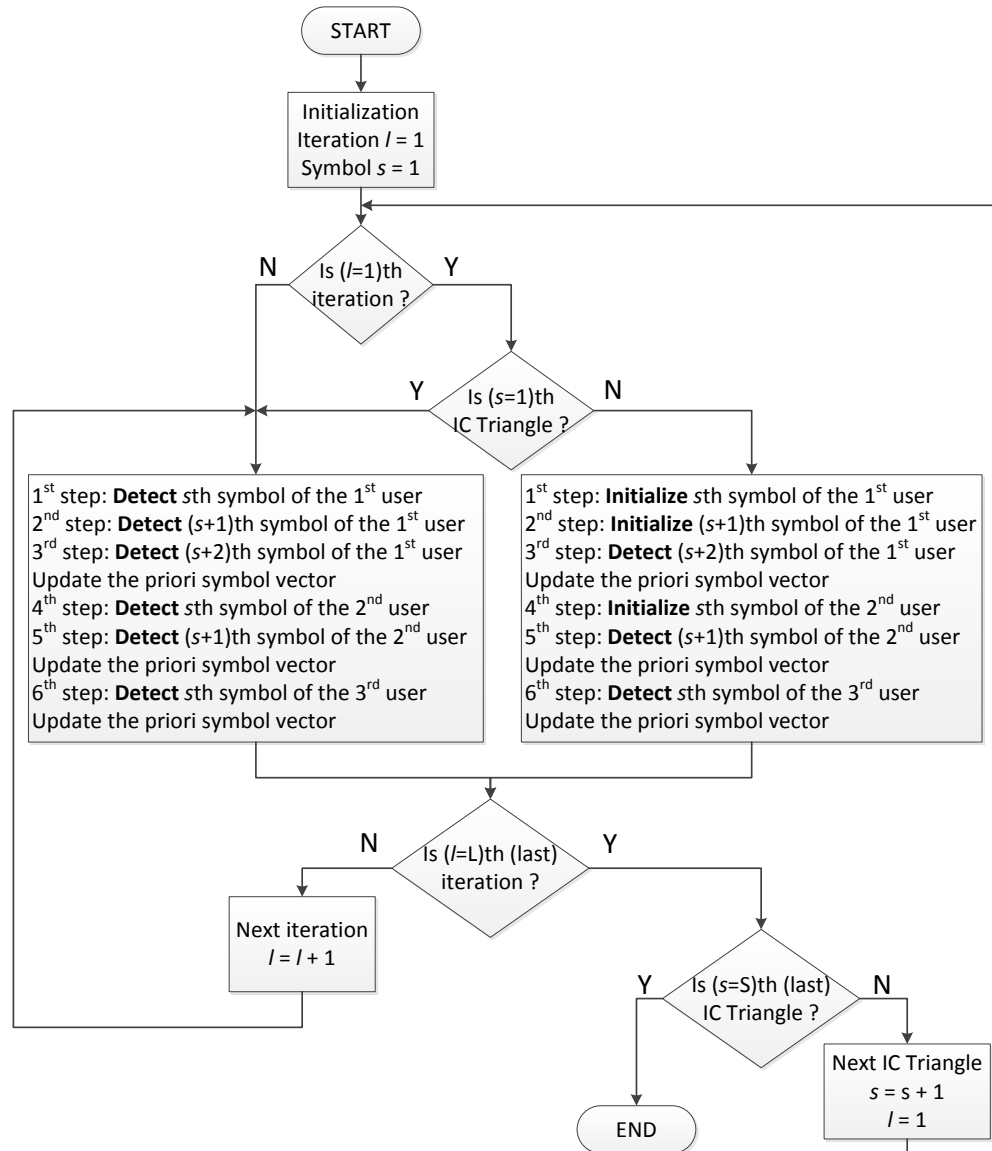 START
Initialization
Iteration l = 1
Symbol s = 1
N
Is (l=1)th
iteration ?
Y
Y
Is (s=1)th
IC Triangle ?
N
1st step: Detect sth symbol of the 1st user
2nd step: Detect (s+1)th symbol of the 1st user
3rd step: Detect (s+2)th symbol of the 1st user
Update the priori symbol vector
4th step: Detect sth symbol of the 2nd user
5th step: Detect (s+1)th symbol of the 2nd user
Update the priori symbol vector
6th step: Detect sth symbol of the 3rd user
Update the priori symbol vector
1st step: Initialize sth symbol of the 1st user
2nd step: Initialize (s+1)th symbol of the 1st user
3rd step: Detect (s+2)th symbol of the 1st user
Update the priori symbol vector
4th step: Initialize sth symbol of the 2nd user
5th step: Detect (s+1)th symbol of the 2nd user
Update the priori symbol vector
6th step: Detect sth symbol of the 3rd user
Update the priori symbol vector
N
Is (l=L)th (last)
iteration ?
Y
Next iteration
l = l + 1
Y
Is (s=S)th (last)
IC Triangle ?
N
Next IC Triangle
s = s + 1
l = 1
END